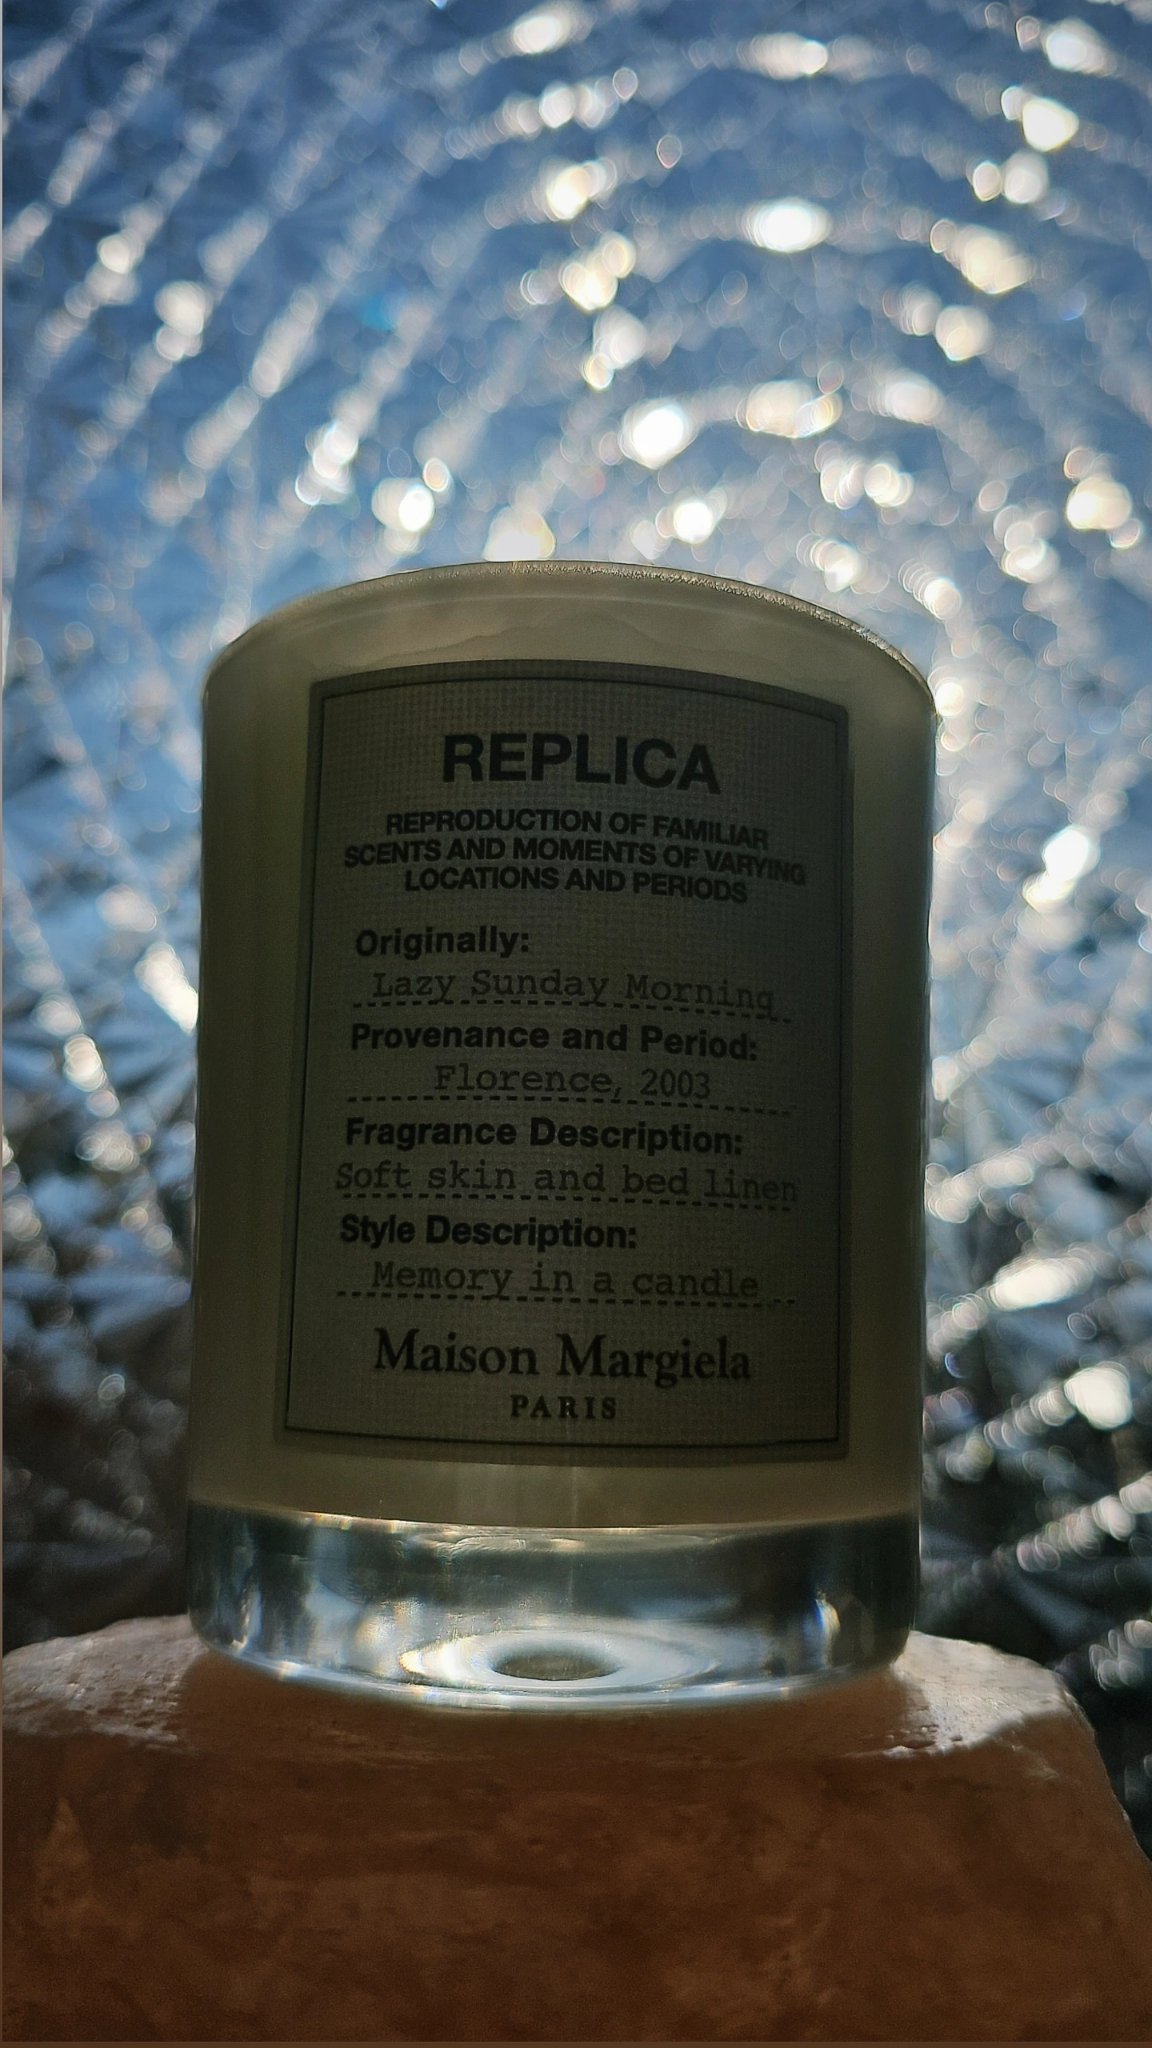 REPLICA
REPRODUCTION OF FAMILIAR
SCENTS AND MOMENTS OF VARYING
LOCATIONS AND PERIODS
Originally:
Lazy Sunday Morning
Provenance and Period:
Florence, 2003
Fragrance Description:
Soft skin and bed linen
Style Description:
Memory in a candle
Maison Margiela
PARIS